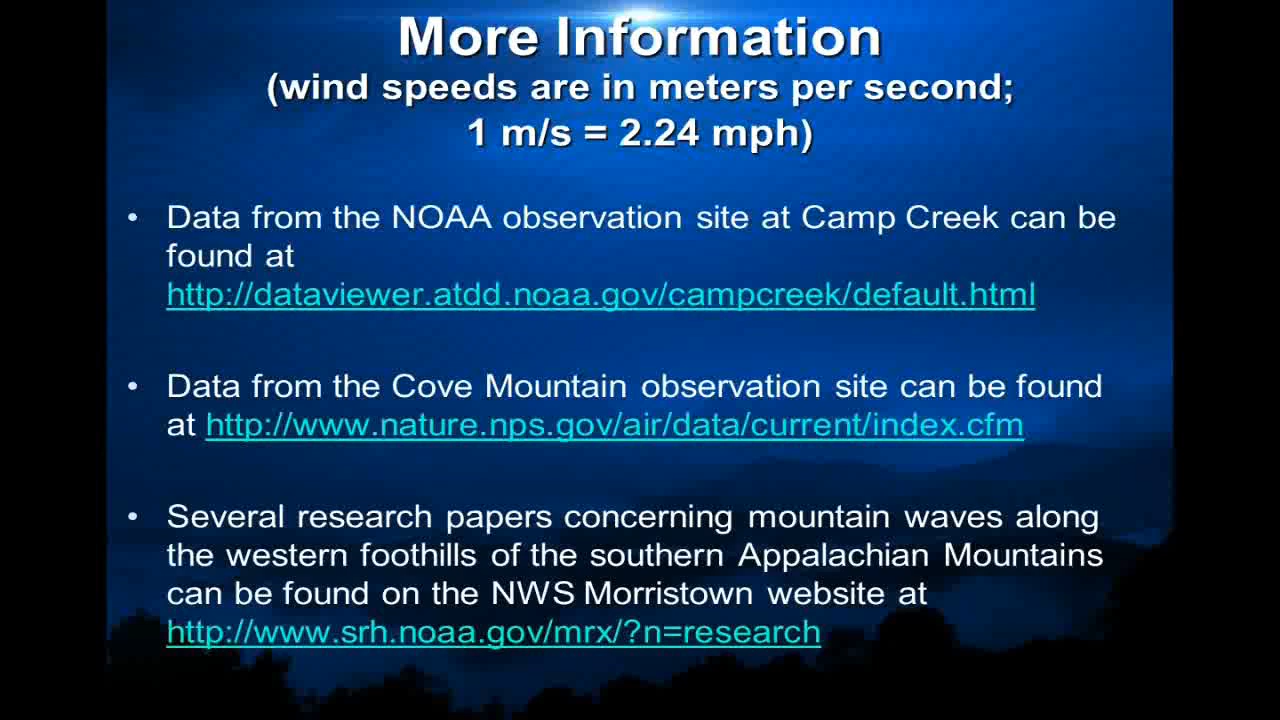 More Information
(wind speeds are in meters per second;
1 m/s = 2.24 mph)
• Data from the NOAA observation site at Camp Creek can be
found at
http://dataviewer.atdd.noaa.gov/campcreek/default.html
• Data from the Cove Mountain observation site can be found
at http://www.nature.nps.gov/air/data/current/index.cfm
• Several research papers concerning mountain waves along
the western foothills of the southern Appalachian Mountains
can be found on the NWS Morristown website at
http://www.srh.noaa.gov/mrx/?n=research